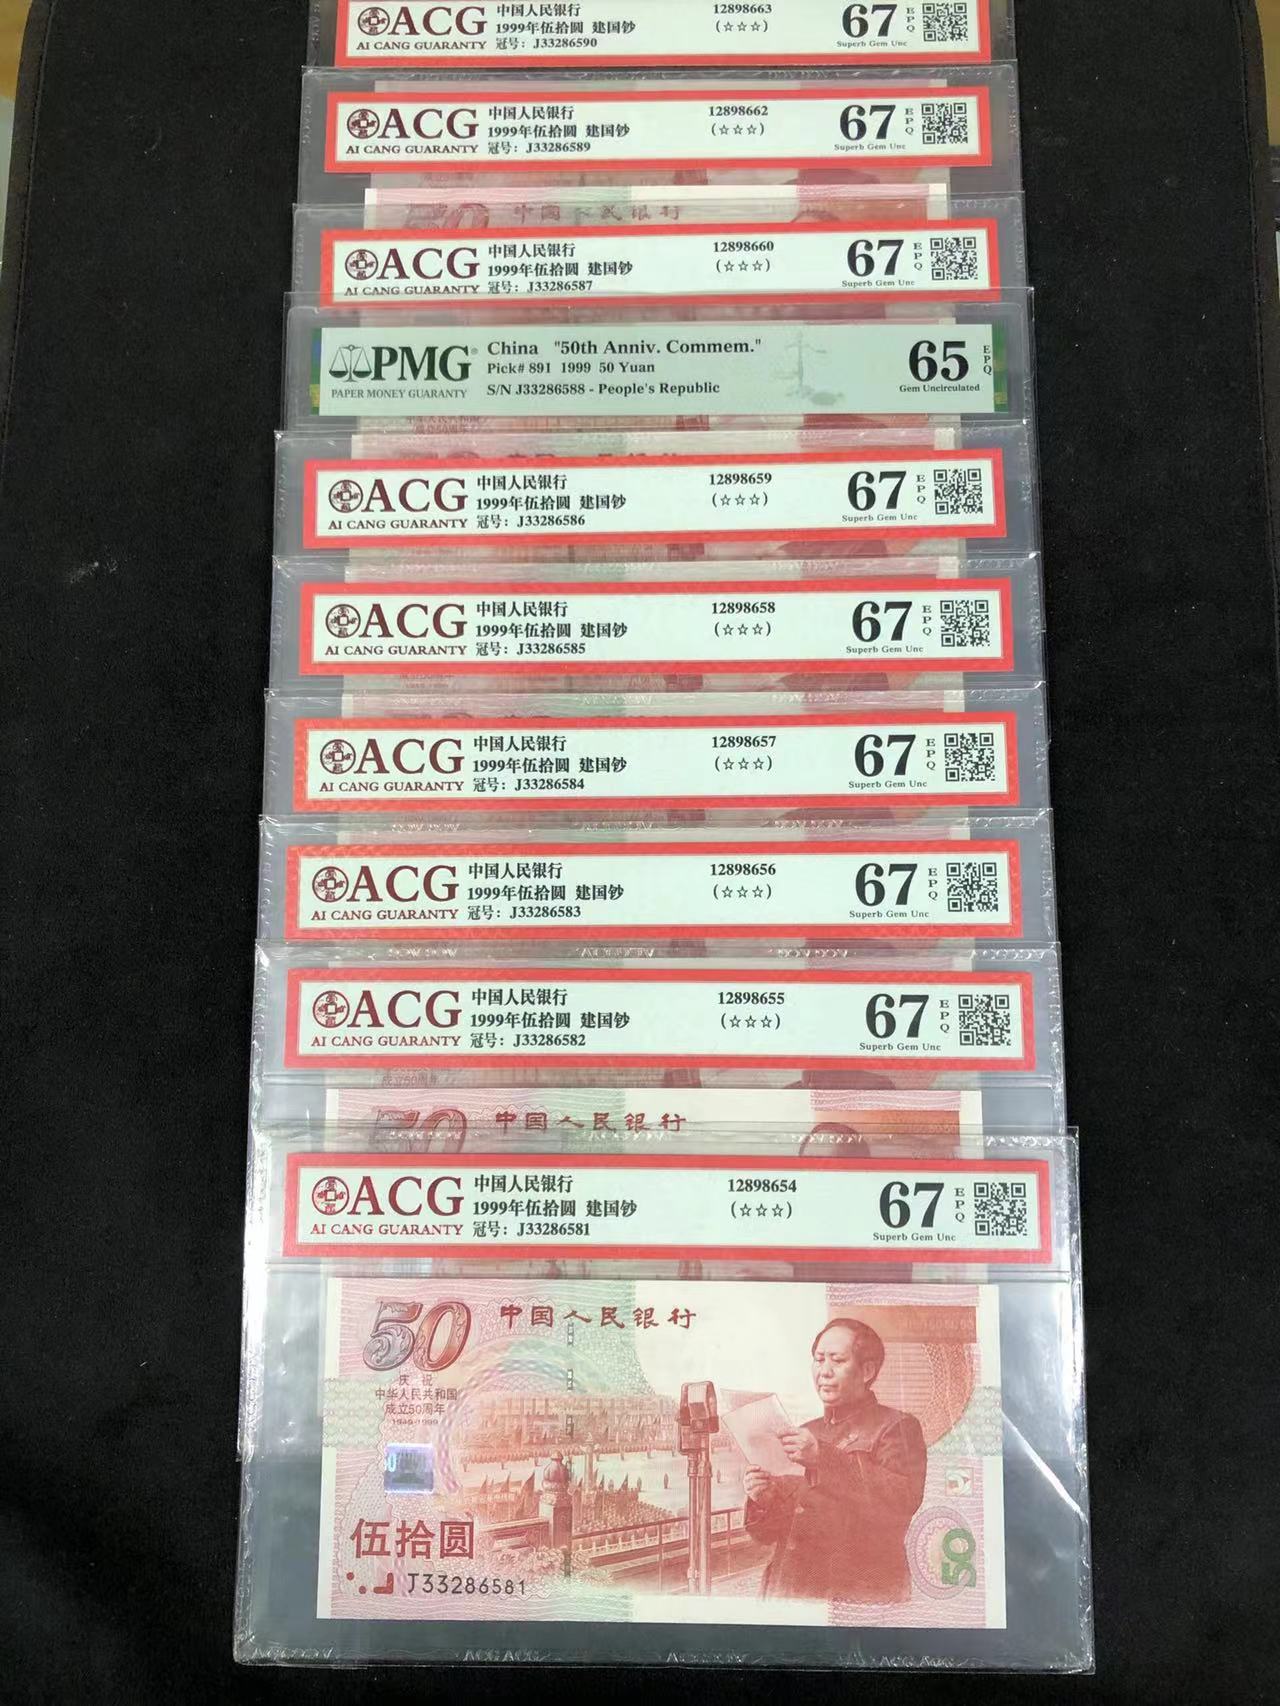 ACG
AI CANG GUARANTY
中国人民银行
1999年伍拾圆 建国钞
冠号: J33286590
12898663
(☆☆☆)
67
EPQ
Superb Gem Unc
ACG
AI CANG GUARANTY
中国人民银行
1999年伍拾圆 建国钞
冠号: J33286589
12898662
(☆☆☆)
67
EPQ
Superb Gem Unc
50 中国人民银行
ACG
AI CANG GUARANTY
中国人民银行
1999年伍拾圆 建国钞
冠号: J33286587
12898660
(☆☆☆)
67
EPQ
Superb Gem Unc
PMG
PAPER MONEY GUARANTY
China "50th Anniv. Commem."
Pick# 891 1999 50 Yuan
S/N J33286588 - People's Republic
65
EPQ
Gem Uncirculated
ACG
AI CANG GUARANTY
中国人民银行
1999年伍拾圆 建国钞
冠号: J33286586
12898659
(☆☆☆)
67
EPQ
Superb Gem Unc
ACG
AI CANG GUARANTY
中国人民银行
1999年伍拾圆 建国钞
冠号: J33286585
12898658
(☆☆☆)
67
EPQ
Superb Gem Unc
ACG
AI CANG GUARANTY
中国人民银行
1999年伍拾圆 建国钞
冠号: J33286584
12898657
(☆☆☆)
67
EPQ
Superb Gem Unc
ACG
AI CANG GUARANTY
中国人民银行
1999年伍拾圆 建国钞
冠号: J33286583
12898656
(☆☆☆)
67
EPQ
Superb Gem Unc
ACG
AI CANG GUARANTY
中国人民银行
1999年伍拾圆 建国钞
冠号: J33286582
12898655
(☆☆☆)
67
EPQ
Superb Gem Unc
成立50周年
50 中国人民银行
ACG
AI CANG GUARANTY
中国人民银行
1999年伍拾圆 建国钞
冠号: J33286581
12898654
(☆☆☆)
67
EPQ
Superb Gem Unc
50 中国人民银行
庆祝
中华人民共和国
成立50周年
1949-1999
伍拾圆
J33286581
50